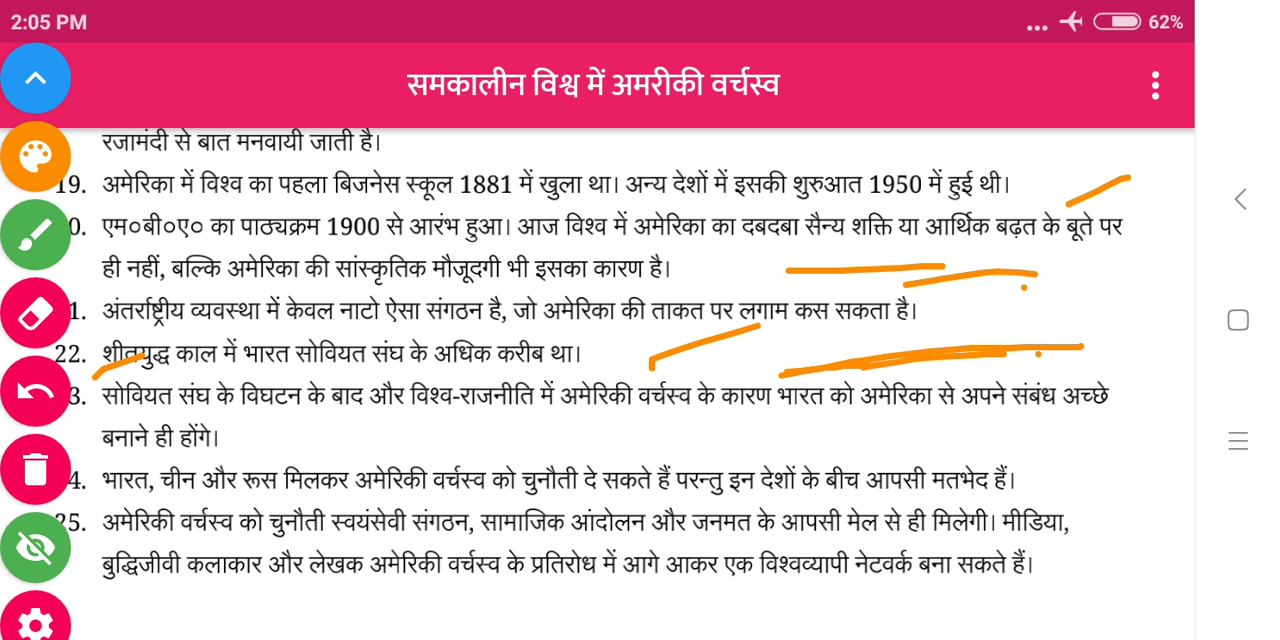 2:05 PM
62%
समकालीन विश्व में अमरीकी वर्चस्व
रजामंदी से बात मनवायी जाती है।
19. अमेरिका में विश्व का पहला बिजनेस स्कूल 1881 में खुला था। अन्य देशों में इसकी शुरुआत 1950 में हुई थी।
0. एम०बी०ए० का पाठ्यक्रम 1900 से आरंभ हुआ। आज विश्व में अमेरिका का दबदबा सैन्य शक्ति या आर्थिक बढ़त के बूते पर
ही नहीं, बल्कि अमेरिका की सांस्कृतिक मौजूदगी भी इसका कारण है।
1. अंतर्राष्ट्रीय व्यवस्था में केवल नाटो ऐसा संगठन है, जो अमेरिका की ताकत पर लगाम कस सकता है।
22. शीतयुद्ध काल में भारत सोवियत संघ के अधिक करीब था।
3. सोवियत संघ के विघटन के बाद और विश्व-राजनीति में अमेरिकी वर्चस्व के कारण भारत को अमेरिका से अपने संबंध अच्छे
बनाने ही होंगे।
4. भारत, चीन और रूस मिलकर अमेरिकी वर्चस्व को चुनौती दे सकते हैं परन्तु इन देशों के बीच आपसी मतभेद हैं।
25. अमेरिकी वर्चस्व को चुनौती स्वयंसेवी संगठन, सामाजिक आंदोलन और जनमत के आपसी मेल से ही मिलेगी। मीडिया,
बुद्धिजीवी कलाकार और लेखक अमेरिकी वर्चस्व के प्रतिरोध में आगे आकर एक विश्वव्यापी नेटवर्क बना सकते हैं।